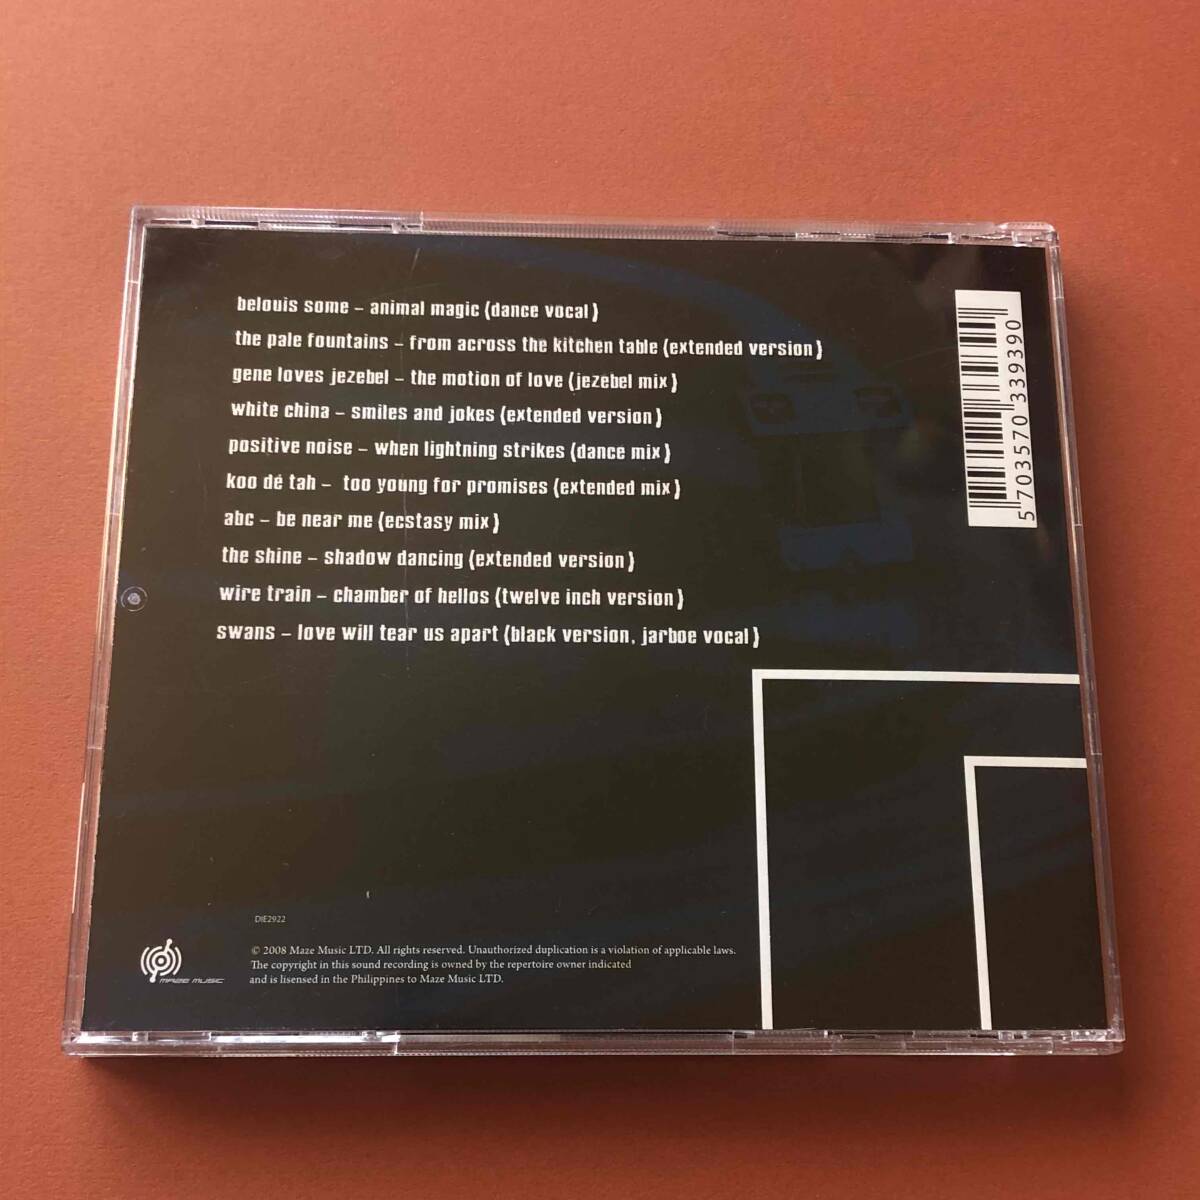 belouis some – animal magic (dance vocal)
the pale fountains – from across the kitchen table (extended version)
gene loves jezebel – the motion of love (jezebel mix)
white china – smiles and jokes (extended version)
positive noise – when lightning strikes (dance mix)
koo dé tah – too young for promises (extended mix)
abc – be near me (ecstasy mix)
the shine – shadow dancing (extended version)
wire train – chamber of hellos (twelve inch version)
swans – love will tear us apart (black version, jarboe vocal)
5 703570 339390
DIE2922
© 2008 Maze Music LTD. All rights reserved. Unauthorized duplication is a violation of applicable laws.
The copyright in this sound recording is owned by the repertoire owner indicated
and is lisensed in the Philippines to Maze Music LTD.
MAZE MUSIC